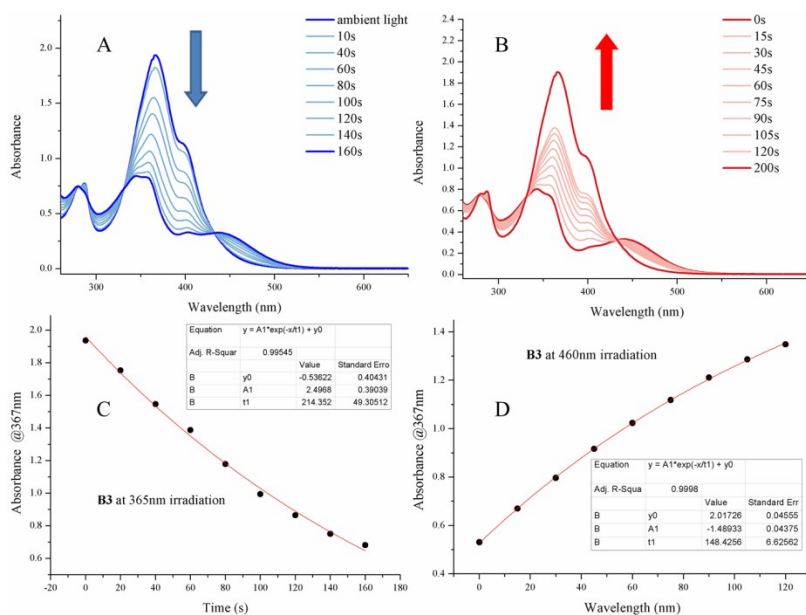 A
ambient light
10s
40s
60s
80s
100s
120s
140s
160s
2.0
1.5
1.0
0.5
0.0
Absorbance
300
400
500
600
Wavelength (nm)
B
0s
15s
30s
45s
60s
75s
90s
105s
120s
200s
2.4
2.2
2.0
1.8
1.6
1.4
1.2
1.0
0.8
0.6
0.4
0.2
0.0
Absorbance
300
400
500
600
Wavelength (nm)
C
Equation y = A1*exp(-x/t1) + y0
Adj. R-Squar 0.99545
Value Standard Erro
B y0 -0.53622 0.40431
B A1 2.4968 0.39039
B t1 214.352 49.30512
B3 at 365nm irradiation
2.0
1.8
1.6
1.4
1.2
1.0
0.8
0.6
Absorbance @367nm
-20 0 20 40 60 80 100 120 140 160 180
Time (s)
B3 at 460nm irradiation
D
Equation y = A1*exp(-x/t1) + y0
Adj. R-Squa 0.9998
Value Standard Err
B y0 2.01726 0.04555
B A1 -1.48933 0.04375
B t1 148.4256 6.62562
1.4
1.2
1.0
0.8
0.6
0.4
Absorbance @367nm
0 20 40 60 80 100 120
Wavelength (nm)